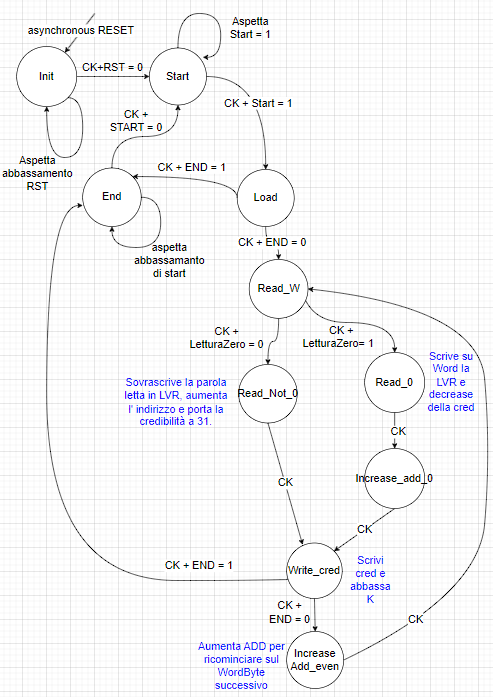 asynchronous RESET
Aspetta
Start = 1
Init
CK+RST = 0
Start
CK + Start = 1
CK +
START = 0
Aspetta
abbassamento
RST
CK + END = 1
End
Load
aspetta
abbassamanto
di start
CK + END = 0
Read_W
CK +
LetturaZero = 0
CK +
LetturaZero= 1
Sovrascrive la parola
letta in LVR, aumenta
l' indirizzo e porta la
credibilità a 31.
Read_Not_0
Read_0
Scrive su
Word la
LVR e
decrease
della cred
CK
Increase_add_0
CK
CK
Write_cred
Scrivi
cred e
abbassa
K
CK + END = 1
CK +
END = 0
CK
Aumenta ADD per
ricominciare sul
WordByte
successivo
Increase
Add_even